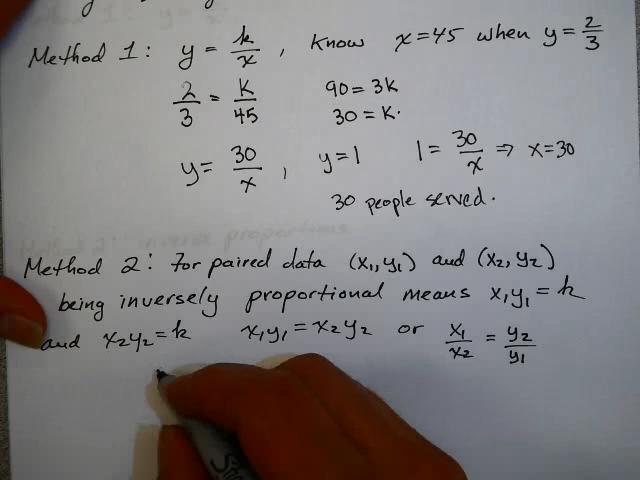 Method 1: y = k/x, Know x=45 when y = 2/3
2/3 = K/45 90 = 3K
30 = K.
y = 30/x, y=1 1 = 30/x ⇒ x=30
30 people served.
Method 2: For paired data (x₁,y₁) and (x₂,y₂)
being inversely proportional means x₁y₁ = k
and x₂y₂ = k x₁y₁ = x₂y₂ or x₁/x₂ = y₂/y₁